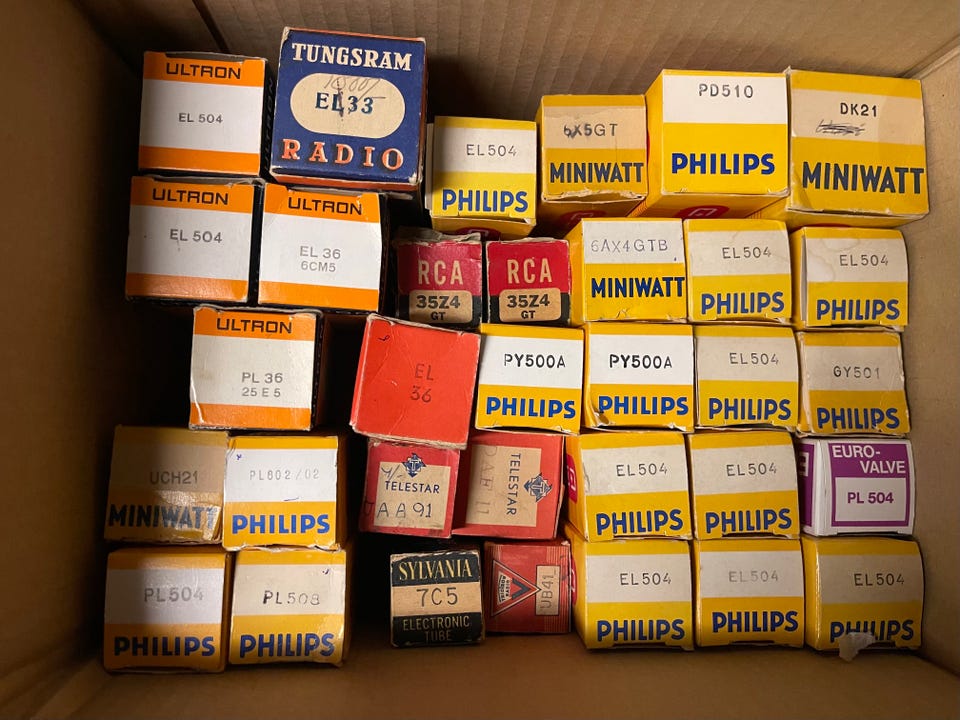 ULTRON
EL 504
TUNGSRAM
EL33
RADIO
EL504
PHILIPS
6X5GT
MINIWATT
PD510
PHILIPS
DK21
MINIWATT
ULTRON
EL 504
ULTRON
EL 36
6CM5
RCA
35Z4
GT
RCA
35Z4
GT
6AX4GTB
MINIWATT
EL504
PHILIPS
EL504
PHILIPS
ULTRON
PL 36
25 E 5
EL
36
PY500A
PHILIPS
PY500A
PHILIPS
EL504
PHILIPS
GY501
PHILIPS
UCH21
MINIWATT
PL802/02
PHILIPS
TELESTAR
AA91
TELESTAR
EL504
PHILIPS
EL504
PHILIPS
EURO-
VALVE
PL 504
PL504
PHILIPS
PL508
PHILIPS
SYLVANIA
7C5
ELECTRONIC
TUBE
UB41
EL504
PHILIPS
EL504
PHILIPS
EL504
PHILIPS